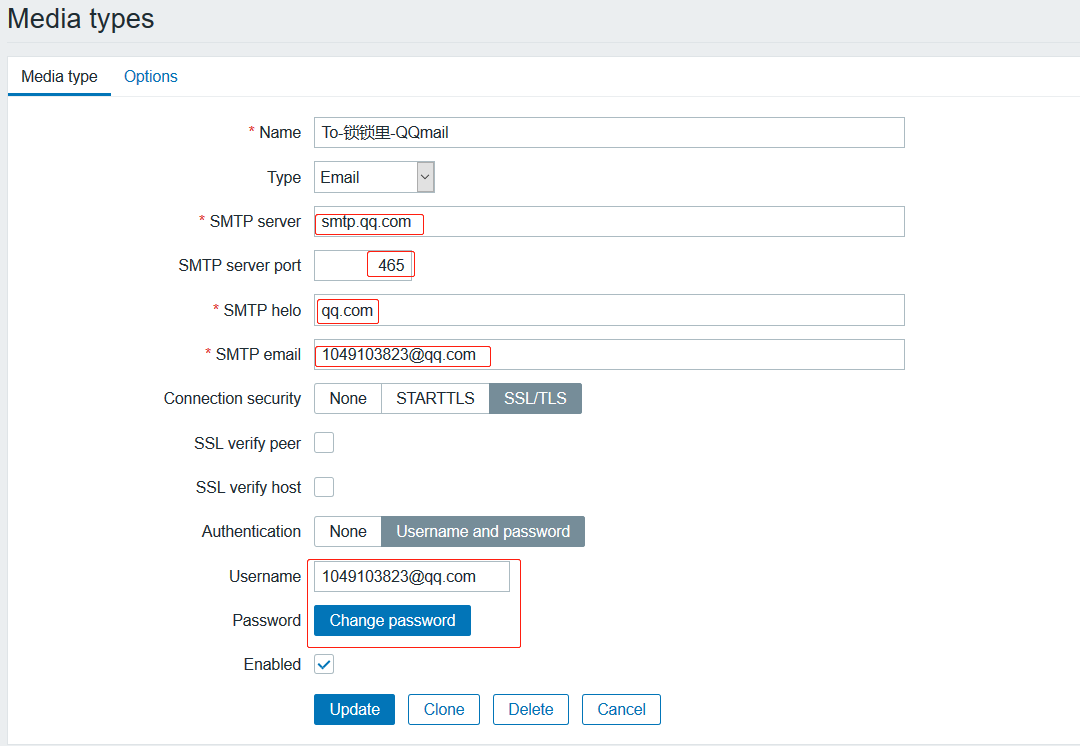 Media types
Media type Options
* Name To-锁锁里-QQmail
Type Email
* SMTP server smtp.qq.com
SMTP server port 465
* SMTP helo qq.com
* SMTP email 1049103823@qq.com
Connection security None STARTTLS SSL/TLS
SSL verify peer
SSL verify host
Authentication None Username and password
Username 1049103823@qq.com
Password Change password
Enabled
Update Clone Delete Cancel